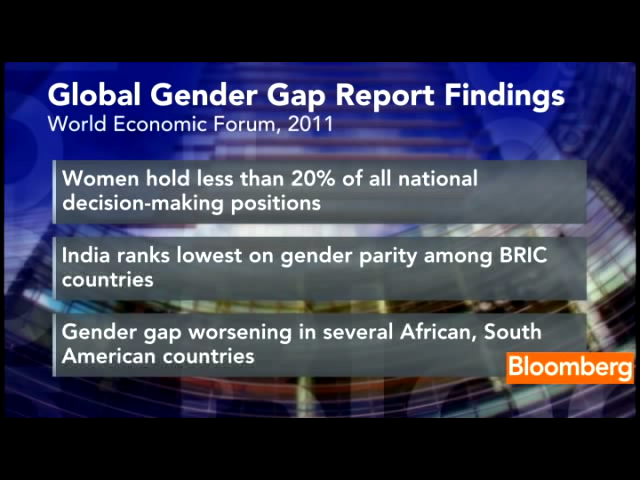 Global Gender Gap Report Findings
World Economic Forum, 2011
Women hold less than 20% of all national
decision-making positions
India ranks lowest on gender parity among BRIC
countries
Gender gap worsening in several African, South
American countries
Bloomberg